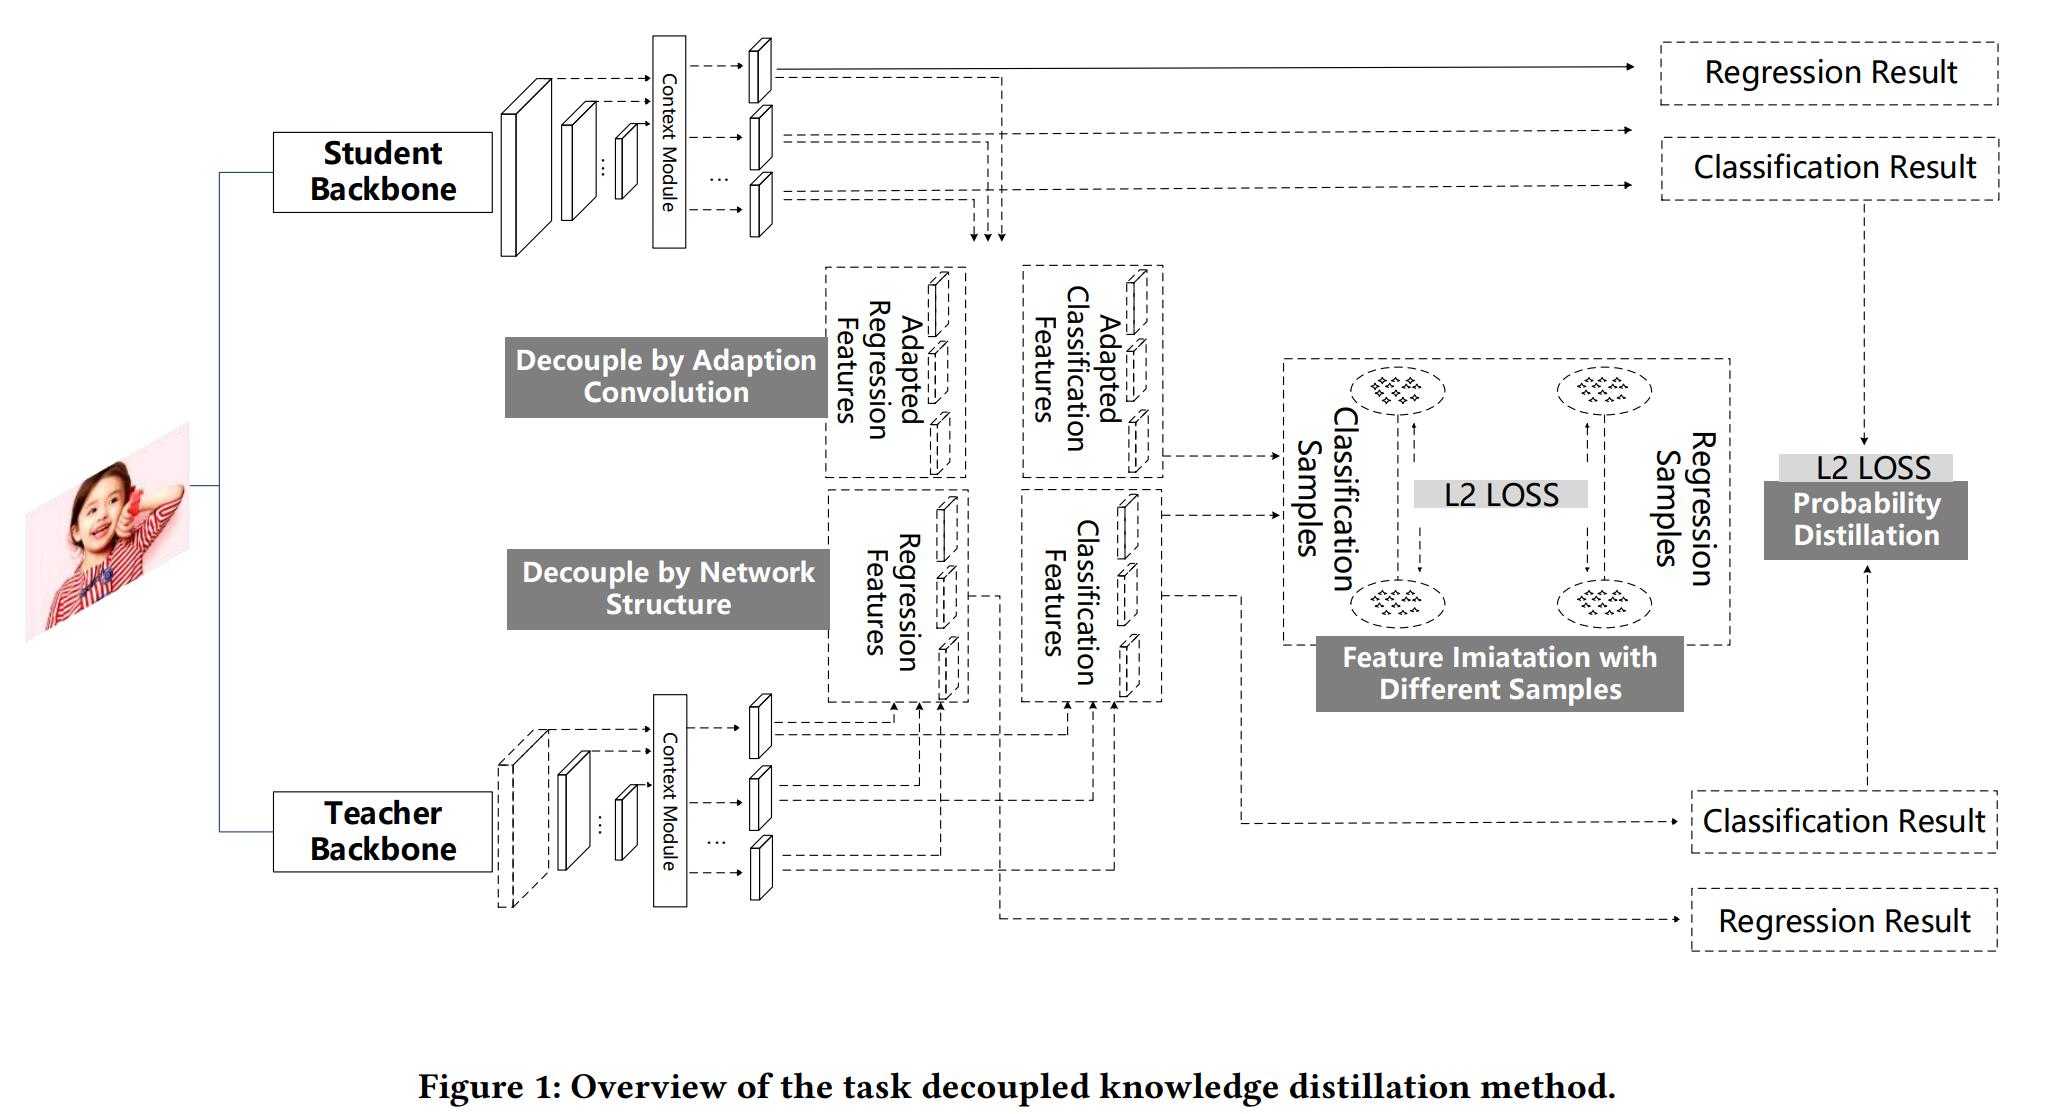 Student
Backbone
Context Module
...
...
Regression Result
Classification Result
Decouple by Adaption
Convolution
Adapted
Regression
Features
Adapted
Classification
Features
Classification
Samples
L2 LOSS
Regression
Samples
L2 LOSS
Probability
Distillation
Decouple by Network
Structure
Regression
Features
Classification
Features
Feature Imiatation with
Different Samples
Teacher
Backbone
Context Module
...
...
Classification Result
Regression Result
Figure 1: Overview of the task decoupled knowledge distillation method.